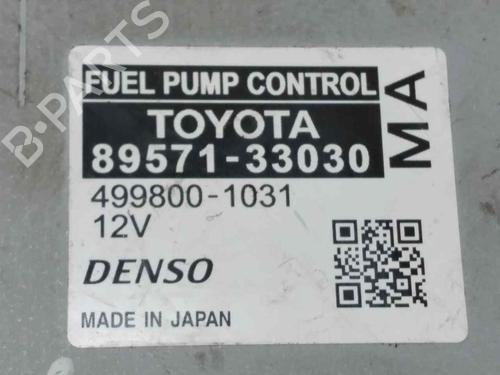 B-PARTS
FUEL PUMP CONTROL
TOYOTA
89571-33030
MA
499800-1031
12V
DENSO
MADE IN JAPAN